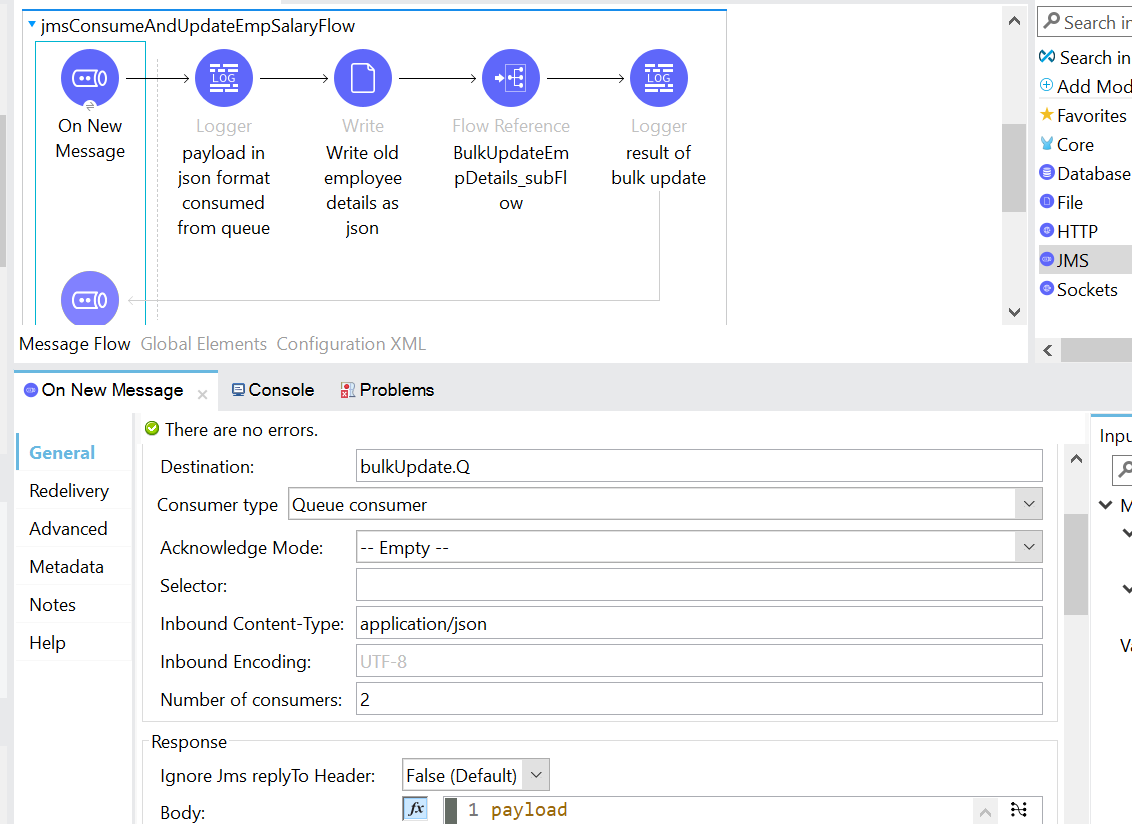 jmsConsumeAndUpdateEmpSalaryFlow
LOG
LOG
On New
Message
Logger
payload in
json format
consumed
from queue
Write
Write old
employee
details as
json
Flow Reference
BulkUpdateEm
pDetails_subFl
ow
Logger
result of
bulk update
Message Flow Global Elements Configuration XML
Search in
Search in
Add Mod
Favorites
Core
Database
File
HTTP
JMS
Sockets
On New Message
Console
Problems
General
Redelivery
Advanced
Metadata
Notes
Help
There are no errors.
Destination: bulkUpdate.Q
Consumer type Queue consumer
Acknowledge Mode: -- Empty --
Selector:
Inbound Content-Type: application/json
Inbound Encoding: UTF-8
Number of consumers: 2
Response
Ignore Jms replyTo Header: False (Default)
Body: fx 1 payload
Inpu
M
Va